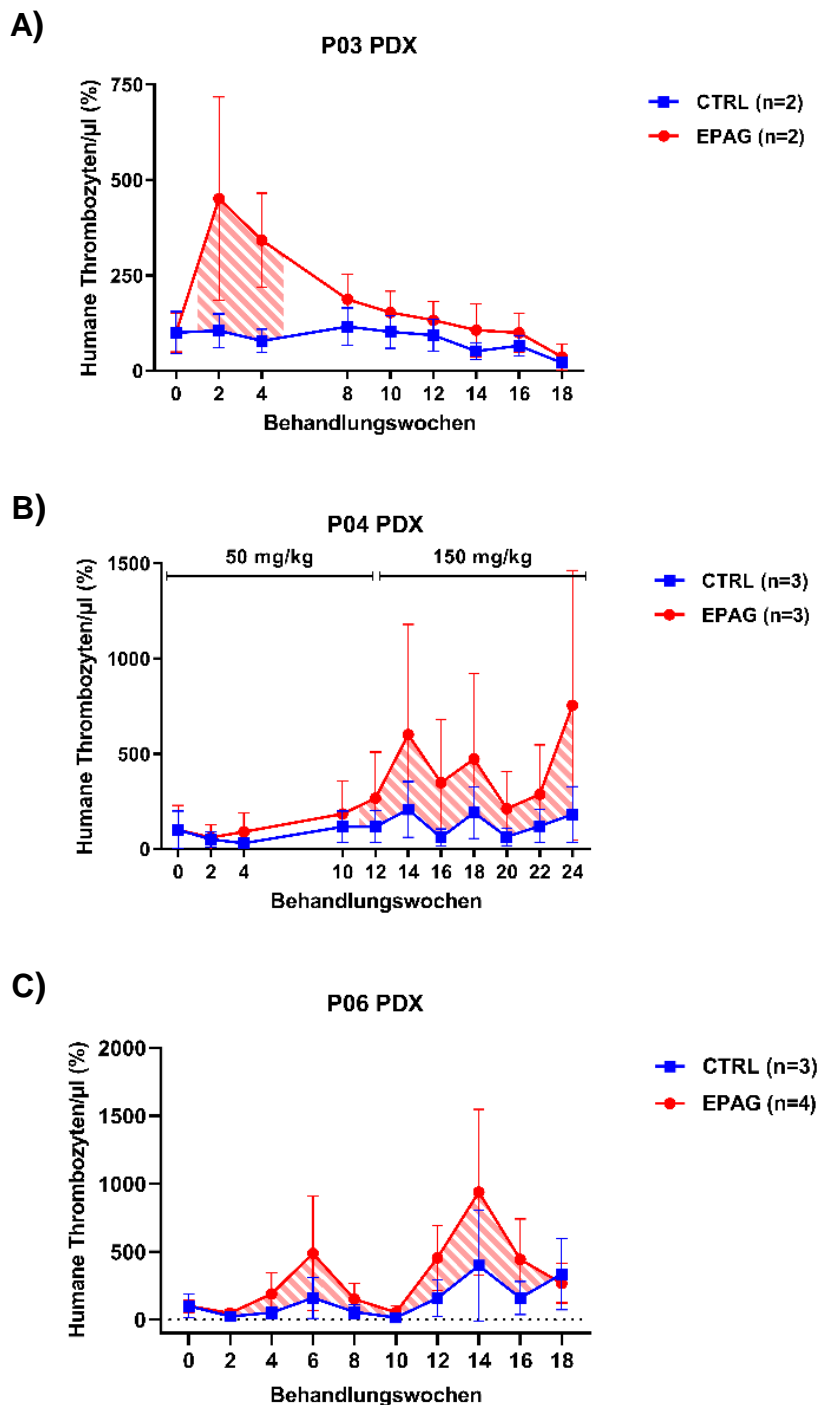 A)
P03 PDX
Humane Thrombozyten/µl (%)
750
500
250
0
0 2 4 8 10 12 14 16 18
Behandlungswochen
CTRL (n=2)
EPAG (n=2)
B)
P04 PDX
50 mg/kg 150 mg/kg
Humane Thrombozyten/µl (%)
1500
1000
500
0
0 2 4 10 12 14 16 18 20 22 24
Behandlungswochen
CTRL (n=3)
EPAG (n=3)
C)
P06 PDX
Humane Thrombozyten/µl (%)
2000
1500
1000
500
0
0 2 4 6 8 10 12 14 16 18
Behandlungswochen
CTRL (n=3)
EPAG (n=4)